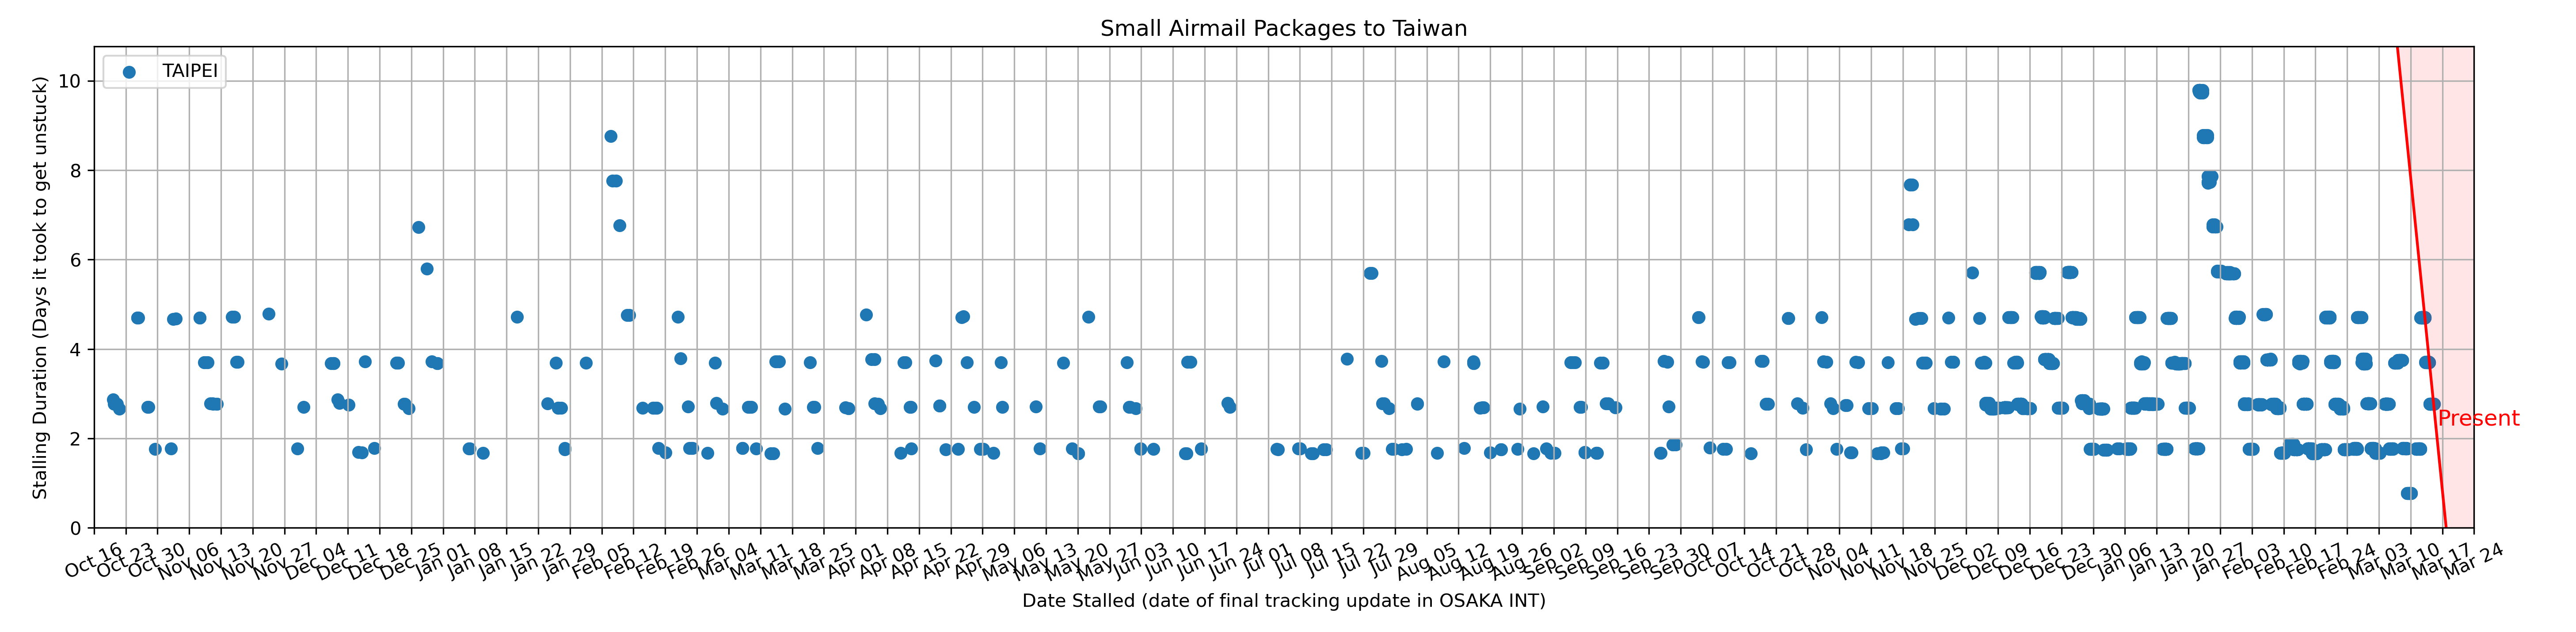 Small Airmail Packages to Taiwan
TAIPEI
Stalling Duration (Days it took to get unstuck)
10
8
6
4
2
0
Present
Oct 16
Oct 23
Oct 30
Nov 06
Nov 13
Nov 20
Nov 27
Dec 04
Dec 11
Dec 18
Dec 25
Jan 01
Jan 08
Jan 15
Jan 22
Jan 29
Feb 05
Feb 12
Feb 19
Feb 26
Mar 04
Mar 11
Mar 18
Mar 25
Apr 01
Apr 08
Apr 15
Apr 22
Apr 29
May 06
May 13
May 20
May 27
Jun 03
Jun 10
Jun 17
Jun 24
Jul 01
Jul 08
Jul 15
Jul 22
Jul 29
Aug 05
Aug 12
Aug 19
Aug 26
Sep 02
Sep 09
Sep 16
Sep 23
Sep 30
Oct 07
Oct 14
Oct 21
Oct 28
Nov 04
Nov 11
Nov 18
Nov 25
Dec 02
Dec 09
Dec 16
Dec 23
Dec 30
Jan 06
Jan 13
Jan 20
Jan 27
Feb 03
Feb 10
Feb 17
Feb 24
Mar 03
Mar 10
Mar 17
Mar 24
Date Stalled (date of final tracking update in OSAKA INT)